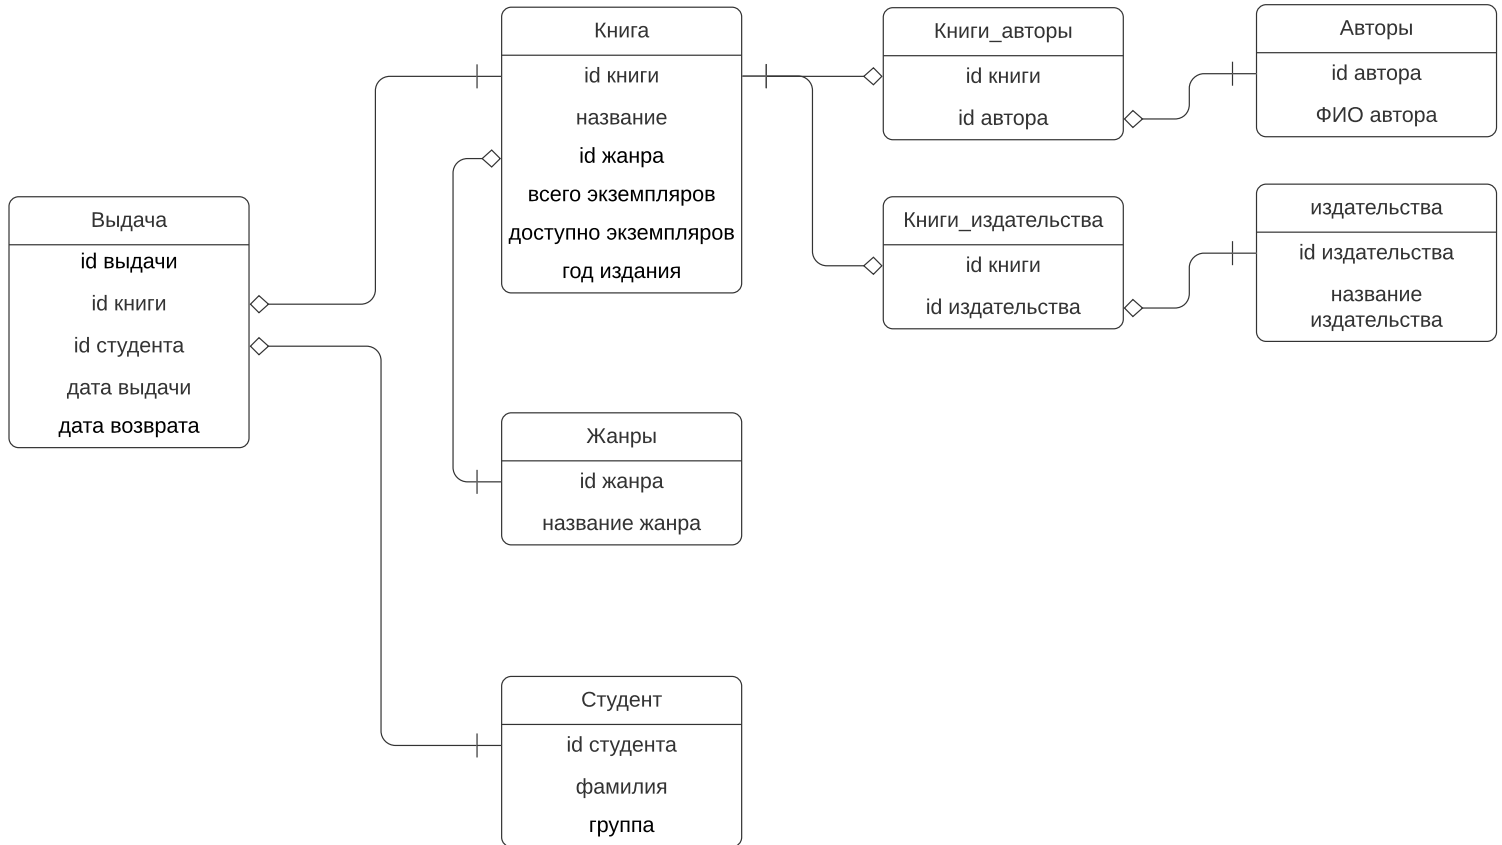 Книга
id книги
название
id жанра
всего экземпляров
доступно экземпляров
год издания
Книги_авторы
id книги
id автора
Авторы
id автора
ФИО автора
Выдача
id выдачи
id книги
id студента
дата выдачи
дата возврата
Книги_издательства
id книги
id издательства
издательства
id издательства
название
издательства
Жанры
id жанра
название жанра
Студент
id студента
фамилия
группа